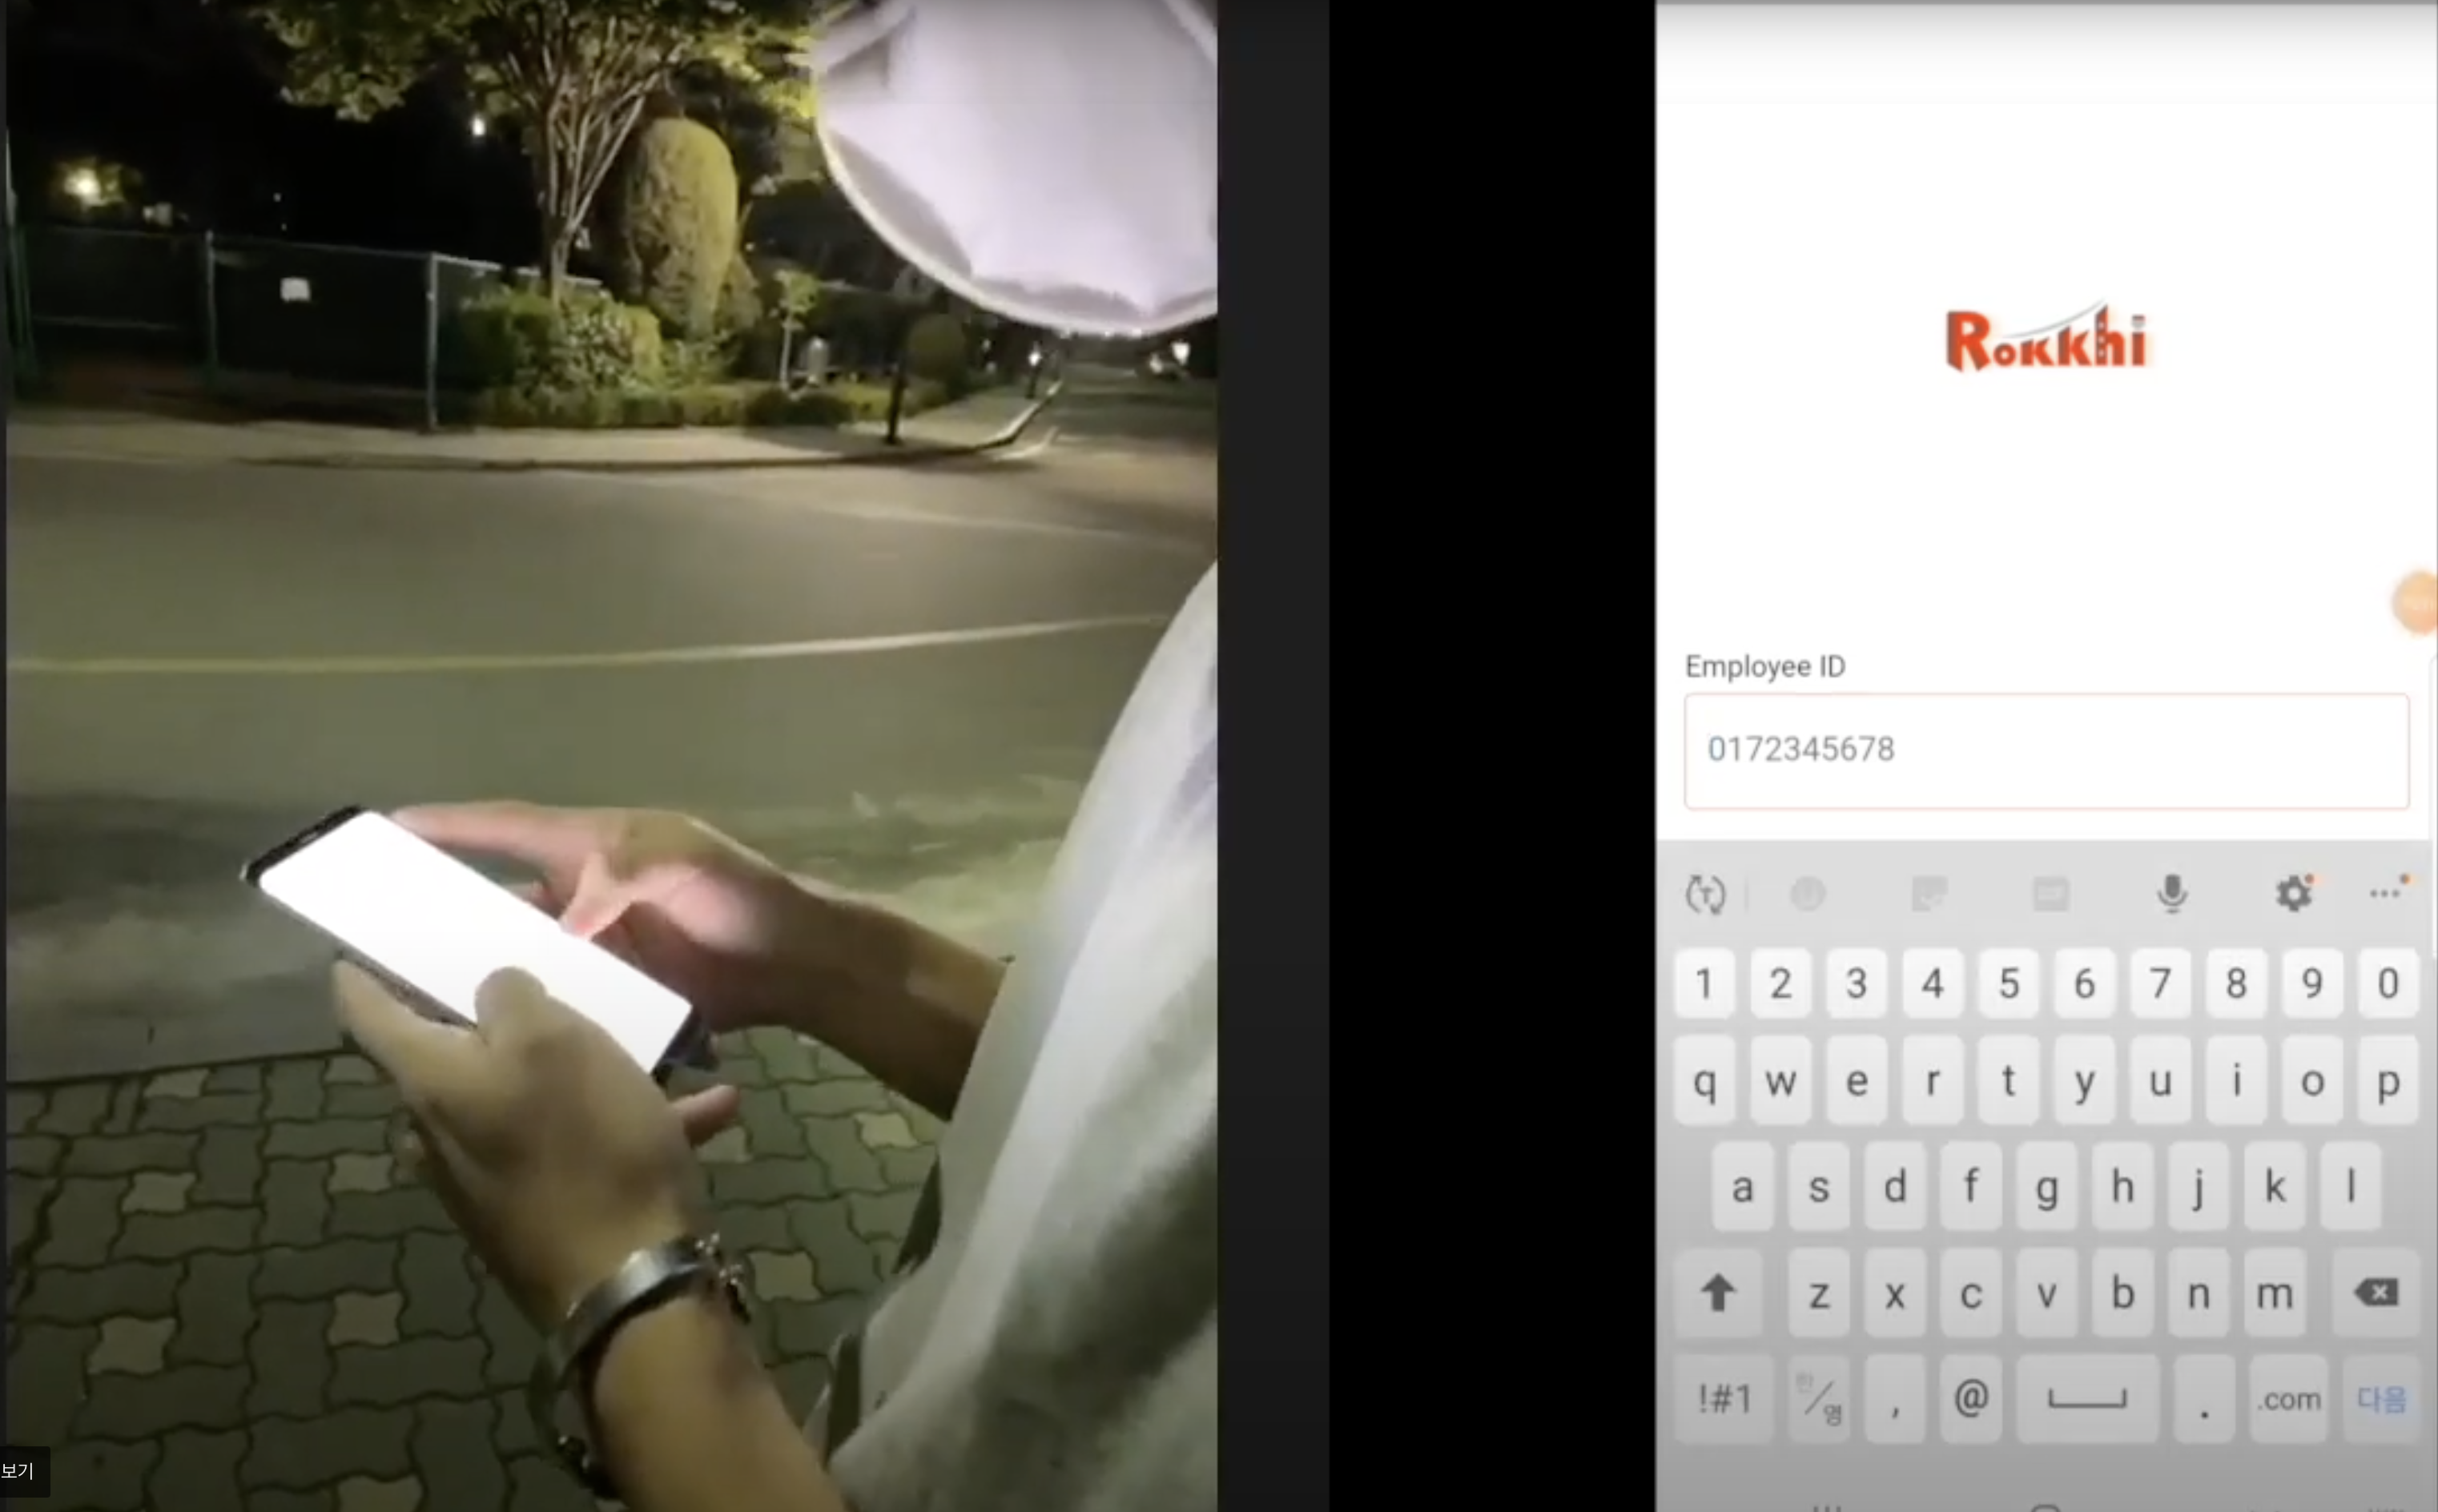 보기
Rokkhi
Employee ID
0172345678
1 2 3 4 5 6 7 8 9 0
q w e r t y u i o p
a s d f g h j k l
z x c v b n m
!#1 한/영 , @ . .com 다음